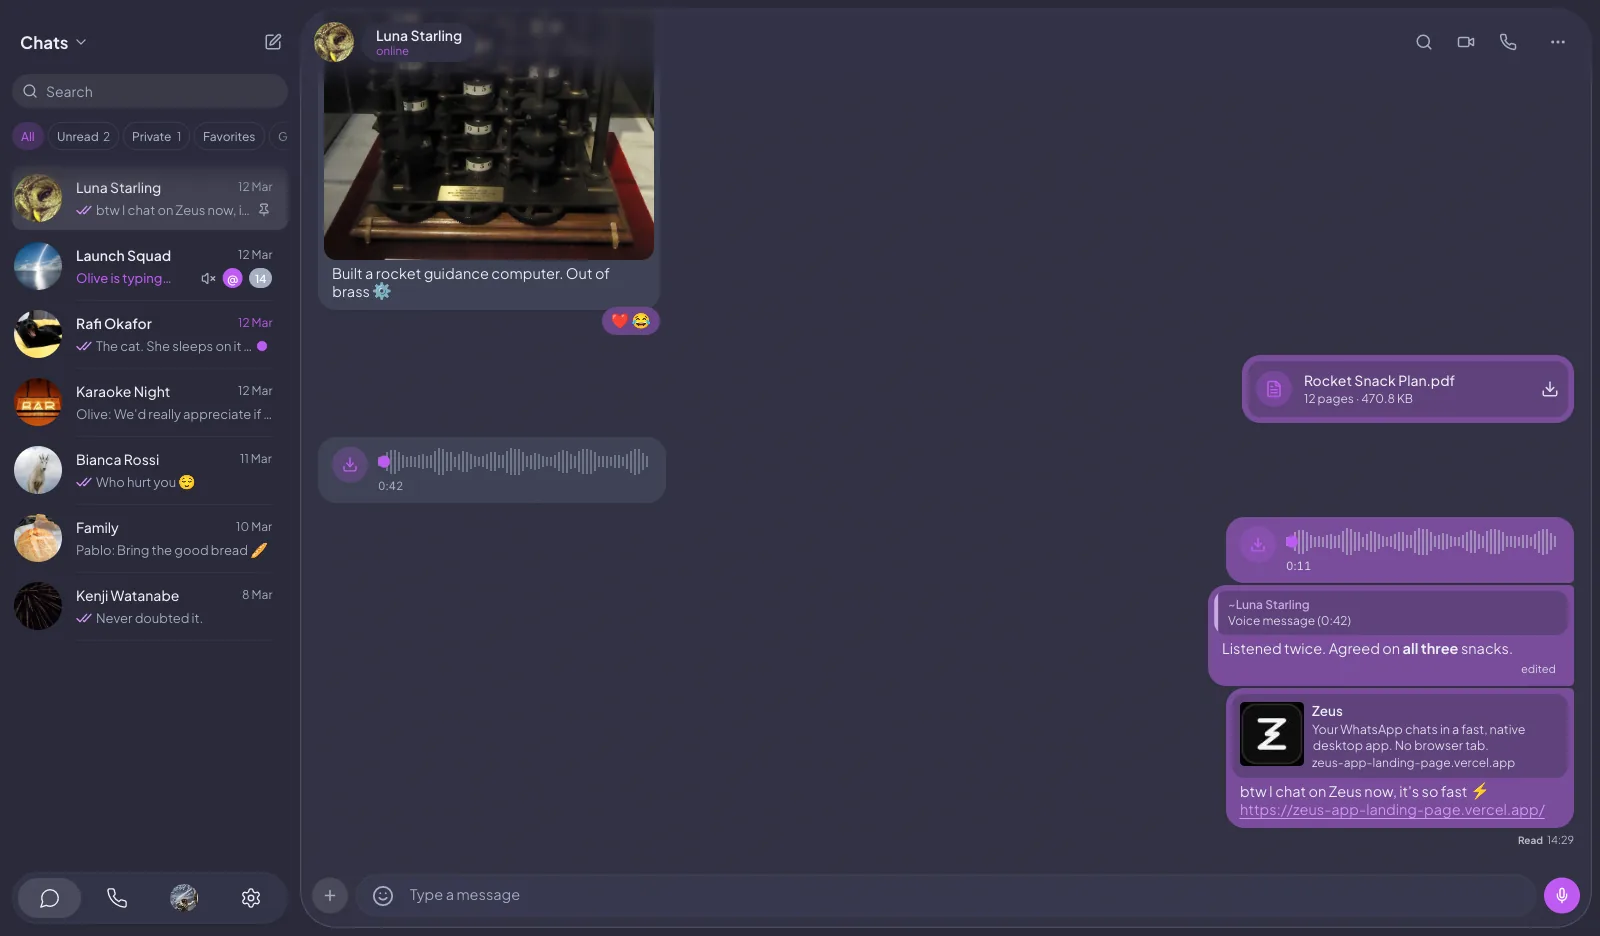 Chats
Search
All
Unread 2
Private 1
Favorites
G
Luna Starling
12 Mar
btw I chat on Zeus now, i...
Launch Squad
12 Mar
Olive is typing...
@
14
Rafi Okafor
12 Mar
The cat. She sleeps on it ...
Karaoke Night
12 Mar
Olive: We'd really appreciate if ...
Bianca Rossi
11 Mar
Who hurt you 😌
Family
10 Mar
Pablo: Bring the good bread 🥖
Kenji Watanabe
8 Mar
Never doubted it.
Luna Starling
online
Built a rocket guidance computer. Out of
brass ⚙️
❤️ 😂
Rocket Snack Plan.pdf
12 pages · 470.8 KB
0:42
0:11
~Luna Starling
Voice message (0:42)
Listened twice. Agreed on all three snacks.
edited
Z
Zeus
Your WhatsApp chats in a fast, native
desktop app. No browser tab.
zeus-app-landing-page.vercel.app
btw I chat on Zeus now, it's so fast ⚡
https://zeus-app-landing-page.vercel.app/
Read 14:29
Type a message